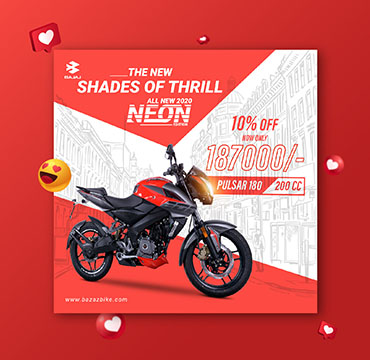 BAJAJ
THE NEW
SHADES OF THRILL
ALL NEW 2020
NEON
EDITION
10% OFF
NOW ONLY
187000/-
PULSAR 180 200 CC
www.bazazbike.com